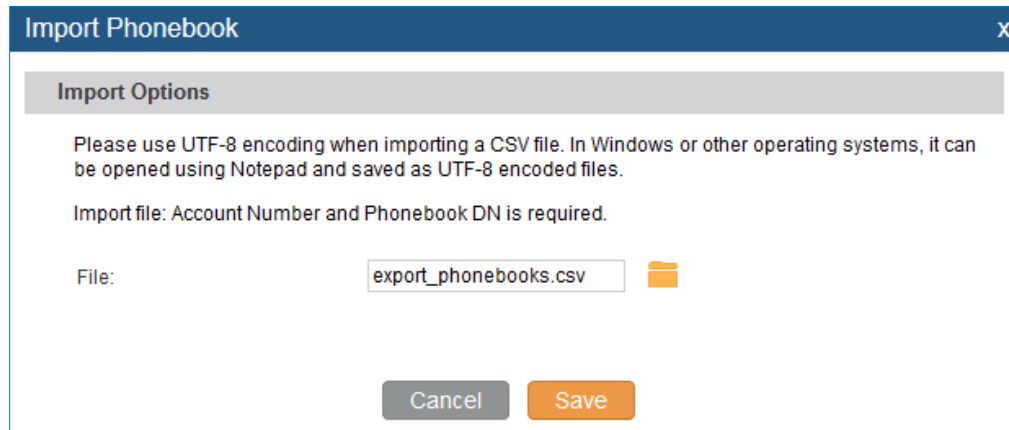 Import Phonebook x
Import Options
Please use UTF-8 encoding when importing a CSV file. In Windows or other operating systems, it can
be opened using Notepad and saved as UTF-8 encoded files.
Import file: Account Number and Phonebook DN is required.
File: export_phonebooks.csv
Cancel Save